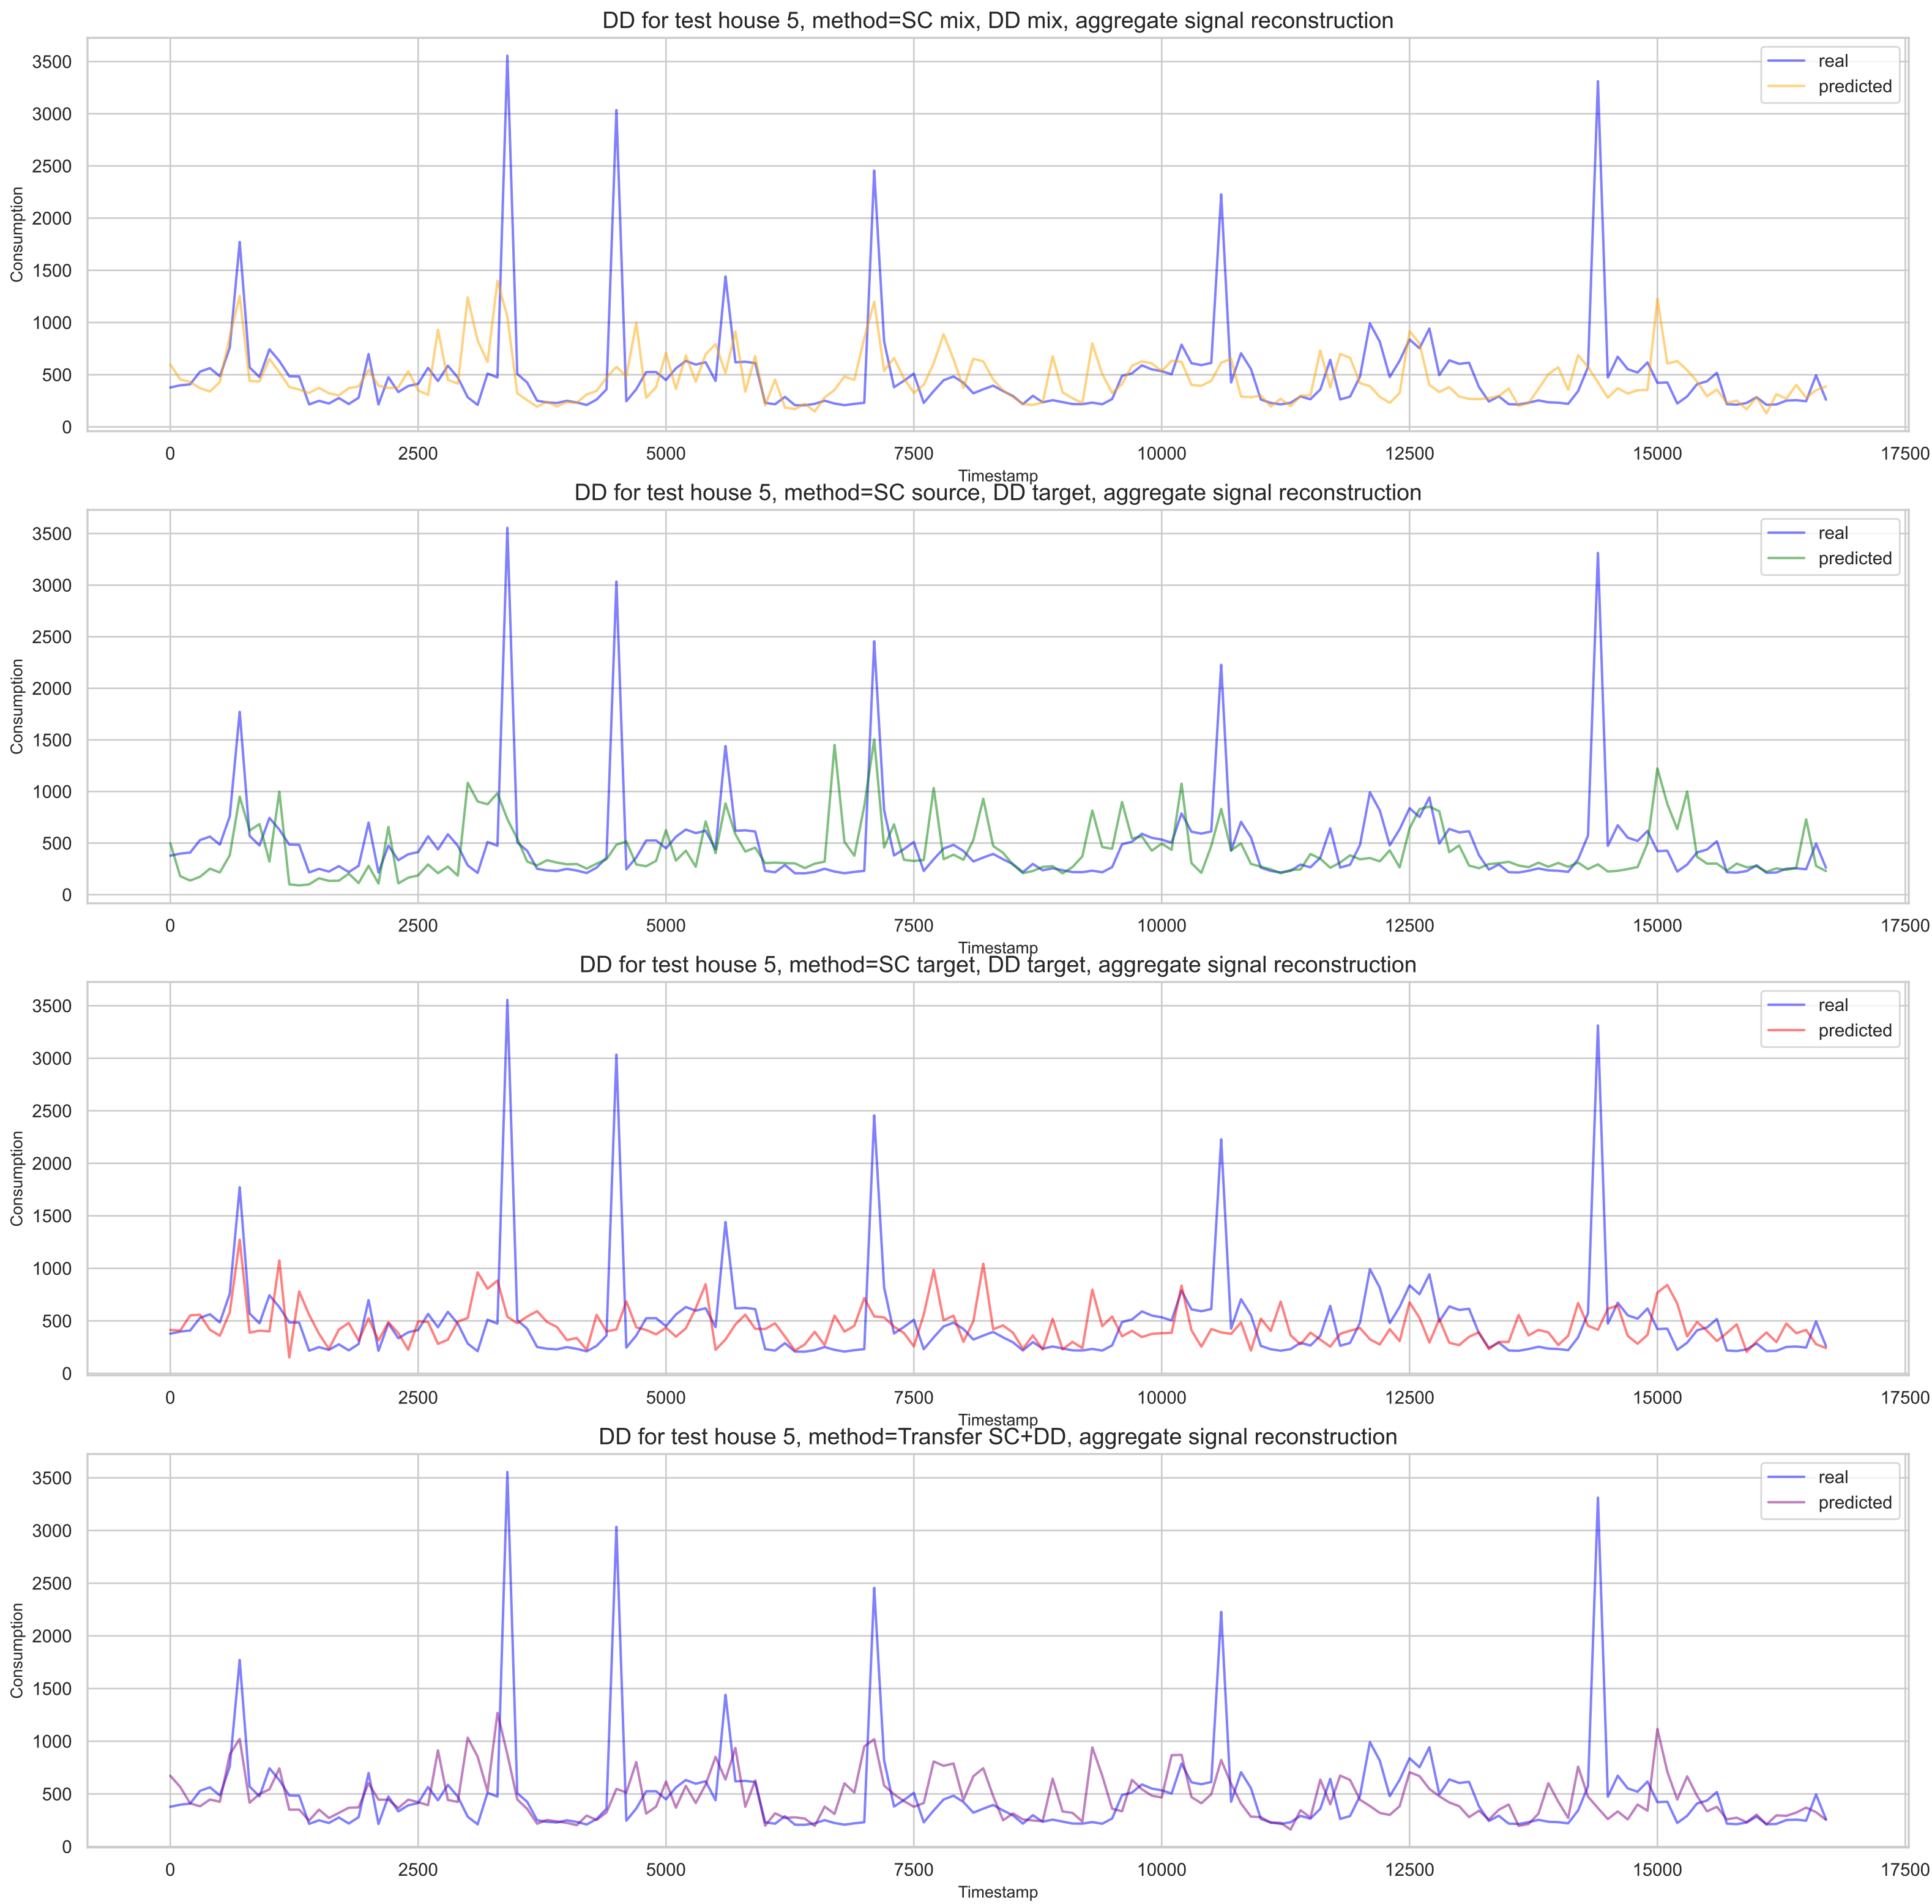 DD for test house 5, method=SC mix, DD mix, aggregate signal reconstruction
real
predicted
3500
3000
2500
2000
1500
1000
500
0
Consumption
0 2500 5000 7500 10000 12500 15000 17500
Timestamp
DD for test house 5, method=SC source, DD target, aggregate signal reconstruction
real
predicted
3500
3000
2500
2000
1500
1000
500
0
Consumption
0 2500 5000 7500 10000 12500 15000 17500
Timestamp
DD for test house 5, method=SC target, DD target, aggregate signal reconstruction
real
predicted
3500
3000
2500
2000
1500
1000
500
0
Consumption
0 2500 5000 7500 10000 12500 15000 17500
Timestamp
DD for test house 5, method=Transfer SC+DD, aggregate signal reconstruction
real
predicted
3500
3000
2500
2000
1500
1000
500
0
Consumption
0 2500 5000 7500 10000 12500 15000 17500
Timestamp